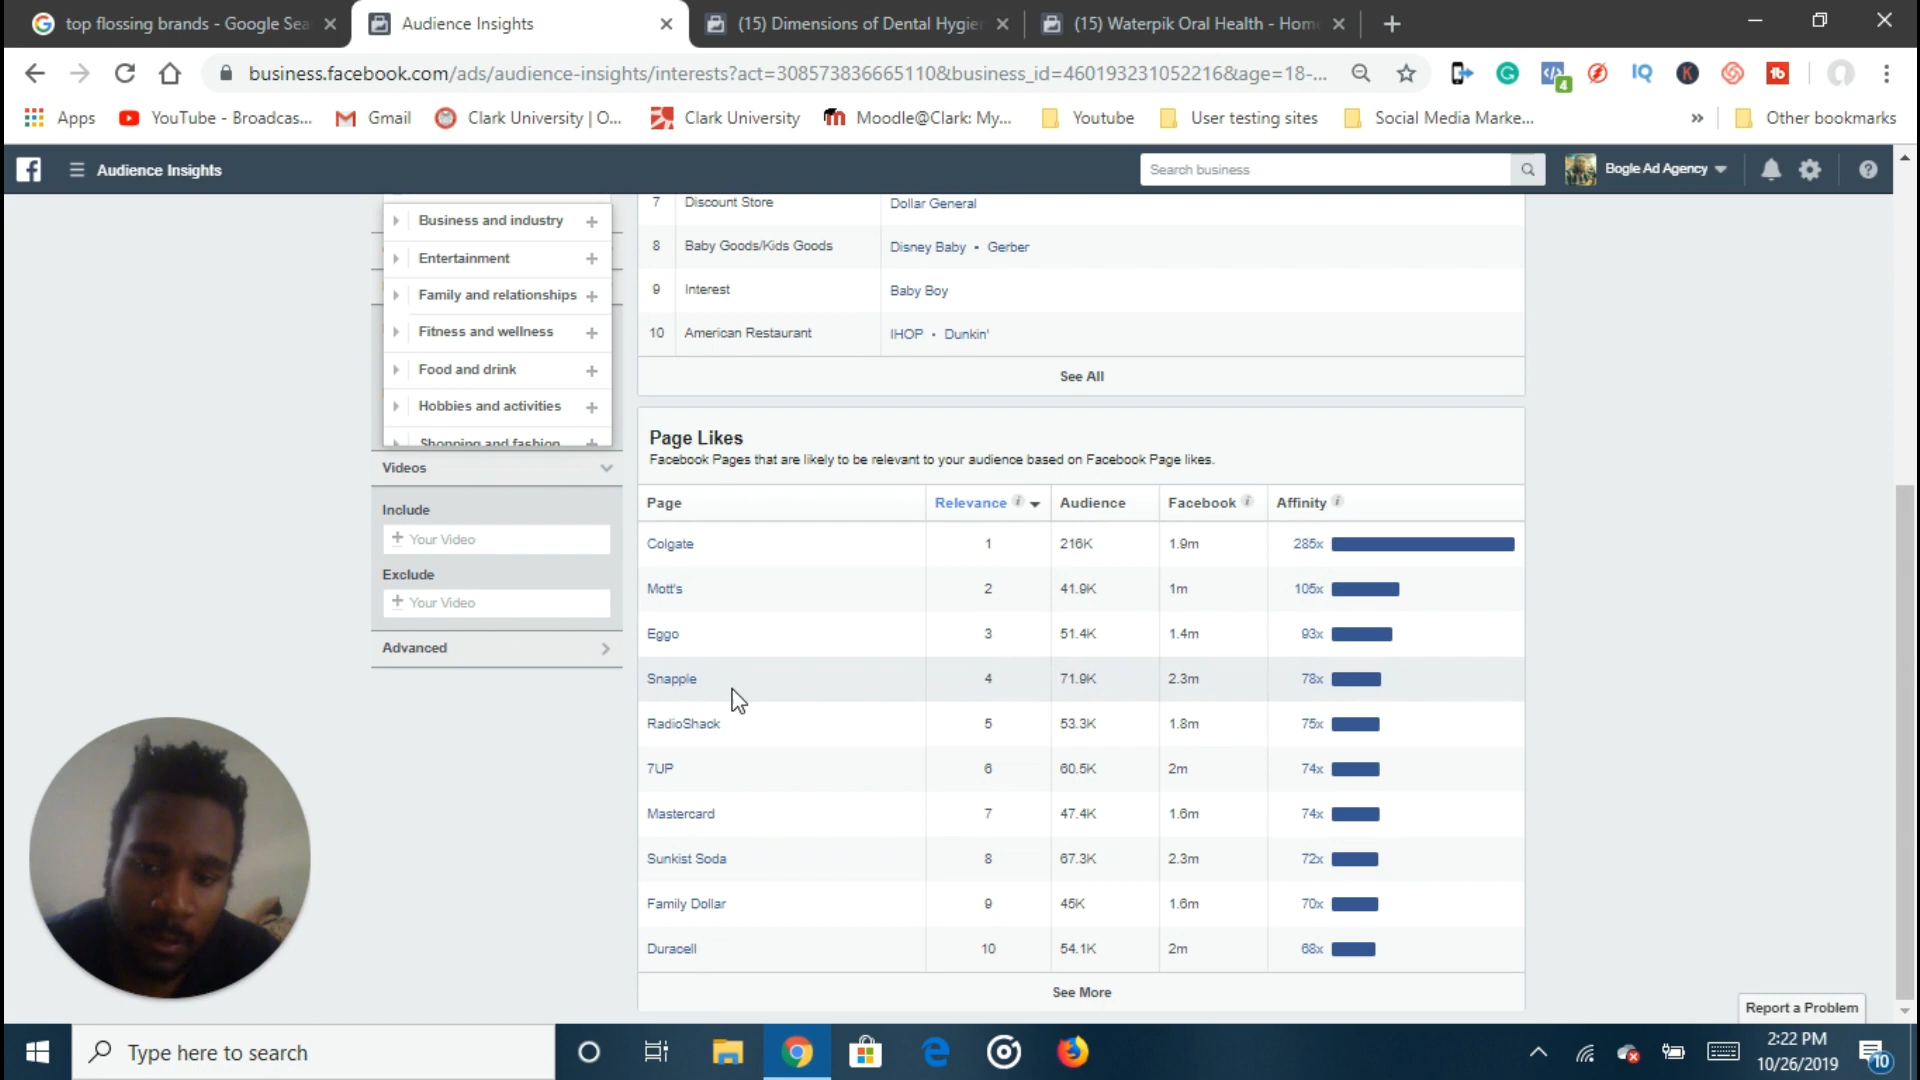 top flossing brands - Google Sea
Audience Insights
(15) Dimensions of Dental Hygie
(15) Waterpik Oral Health - Hom
business.facebook.com/ads/audience-insights/interests?act=308573836665110&business_id=460193231052216&age=18-...
Apps
YouTube - Broadcas...
Gmail
Clark University | O...
Clark University
Moodle@Clark: My...
Youtube
User testing sites
Social Media Marke...
»
Other bookmarks
Audience Insights
Search business
Bogle Ad Agency
Business and industry
Entertainment
Family and relationships
Fitness and wellness
Food and drink
Hobbies and activities
Shopping and fashion
Videos
Include
+ Your Video
Exclude
+ Your Video
Advanced
7 Discount Store Dollar General
8 Baby Goods/Kids Goods Disney Baby • Gerber
9 Interest Baby Boy
10 American Restaurant IHOP • Dunkin'
See All
Page Likes
Facebook Pages that are likely to be relevant to your audience based on Facebook Page likes.
Page Relevance Audience Facebook Affinity
Colgate 1 216K 1.9m 285x
Mott's 2 41.9K 1m 105x
Eggo 3 51.4K 1.4m 93x
Snapple 4 71.9K 2.3m 78x
RadioShack 5 53.3K 1.8m 75x
7UP 6 60.5K 2m 74x
Mastercard 7 47.4K 1.6m 74x
Sunkist Soda 8 67.3K 2.3m 72x
Family Dollar 9 45K 1.6m 70x
Duracell 10 54.1K 2m 68x
See More
Report a Problem
Type here to search
2:22 PM
10/26/2019
10